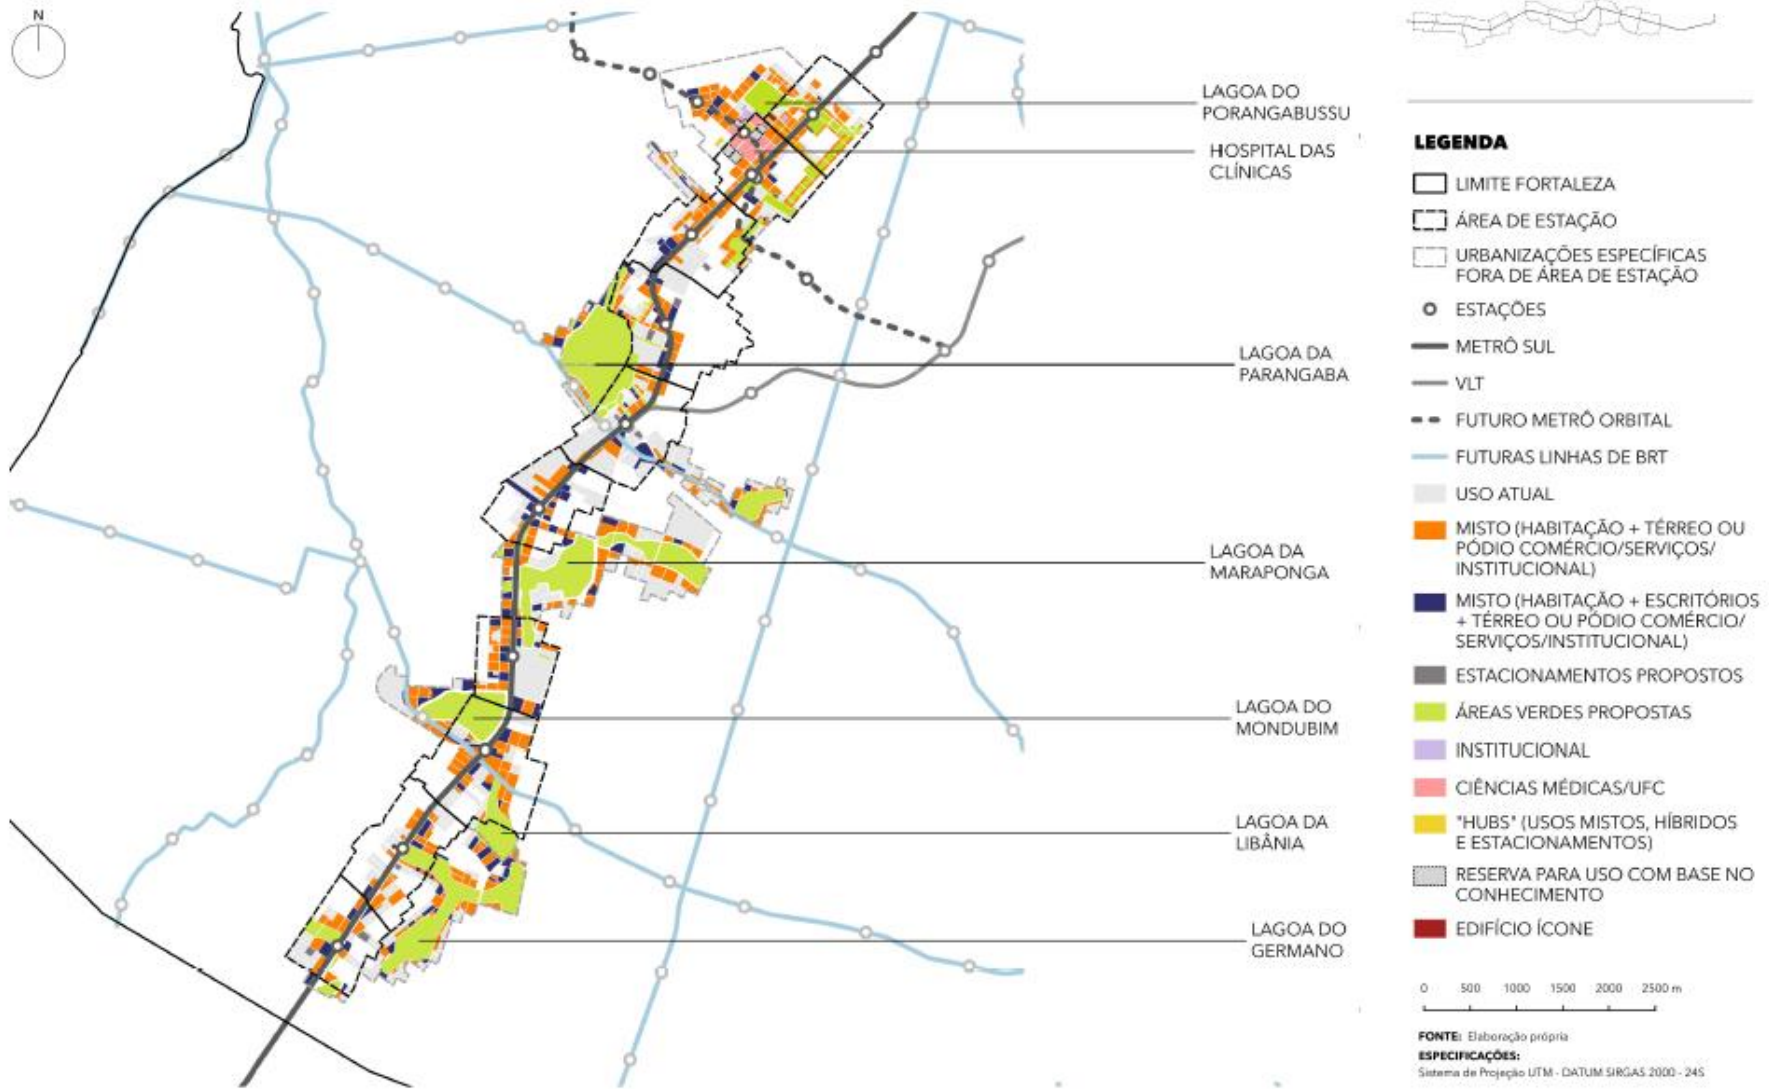 N
LAGOA DO
PORANGABUSSU
HOSPITAL DAS
CLÍNICAS
LAGOA DA
PARANGABA
LAGOA DA
MARAPONGA
LAGOA DO
MONDUBIM
LAGOA DA
LIBÂNIA
LAGOA DO
GERMANO
LEGENDA
LIMITE FORTALEZA
ÁREA DE ESTAÇÃO
URBANIZAÇÕES ESPECÍFICAS
FORA DE ÁREA DE ESTAÇÃO
ESTAÇÕES
METRÔ SUL
VLT
FUTURO METRÔ ORBITAL
FUTURAS LINHAS DE BRT
USO ATUAL
MISTO (HABITAÇÃO + TÉRREO OU
PÓDIO COMÉRCIO/SERVIÇOS/
INSTITUCIONAL)
MISTO (HABITAÇÃO + ESCRITÓRIOS
+ TÉRREO OU PÓDIO COMÉRCIO/
SERVIÇOS/INSTITUCIONAL)
ESTACIONAMENTOS PROPOSTOS
ÁREAS VERDES PROPOSTAS
INSTITUCIONAL
CIÊNCIAS MÉDICAS/UFC
"HUBS" (USOS MISTOS, HÍBRIDOS
E ESTACIONAMENTOS)
RESERVA PARA USO COM BASE NO
CONHECIMENTO
EDIFÍCIO ÍCONE
0 500 1000 1500 2000 2500 m
FONTE: Elaboração própria
ESPECIFICAÇÕES:
Sistema de Projeção UTM - DATUM SIRGAS 2000 - 24S